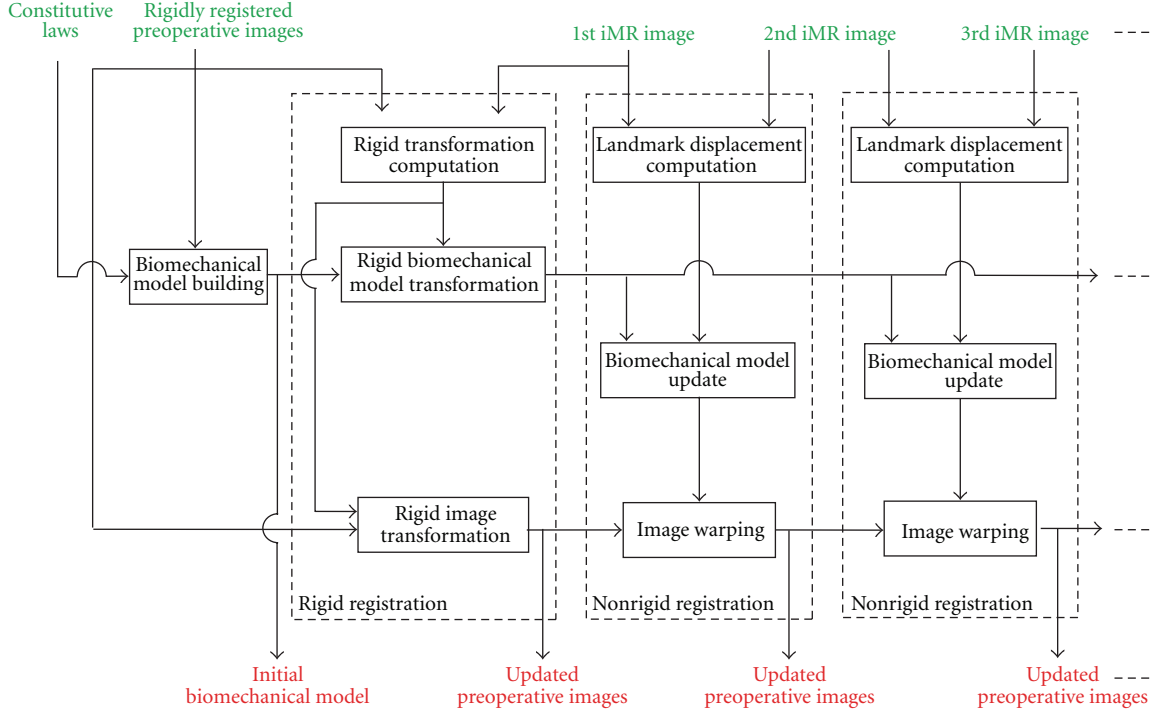 Constitutive
laws
Rigidly registered
preoperative images
1st iMR image
2nd iMR image
3rd iMR image
Rigid transformation
computation
Landmark displacement
computation
Landmark displacement
computation
Biomechanical
model building
Rigid biomechanical
model transformation
Biomechanical model
update
Biomechanical model
update
Rigid image
transformation
Image warping
Image warping
Rigid registration
Nonrigid registration
Nonrigid registration
Initial
biomechanical model
Updated
preoperative images
Updated
preoperative images
Updated
preoperative images